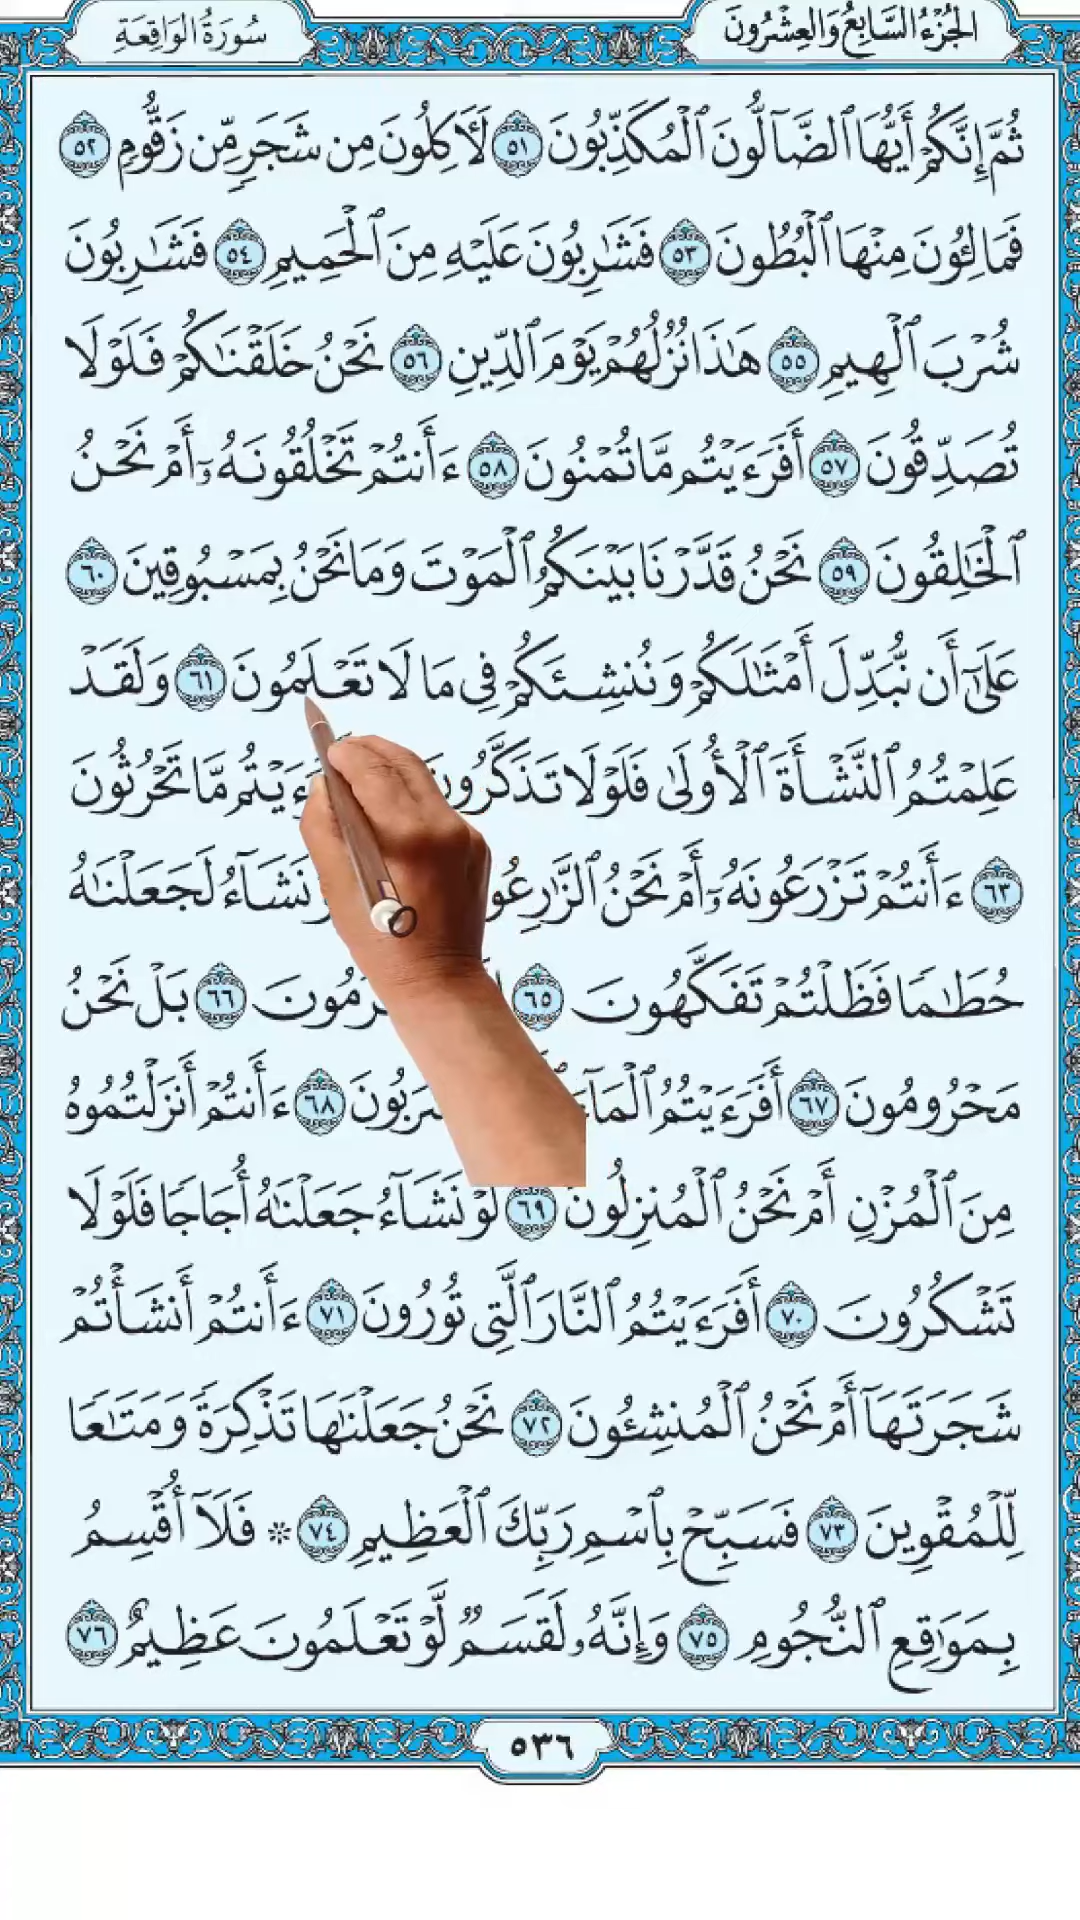 سُورَةُ الْوَاقِعَةِ
الجُزْءُ السَّابِعُ وَالعِشْرُونَ
ثُمَّ إِنَّكُمْ أَيُّهَا ٱلضَّآلُّونَ ٱلْمُكَذِّبُونَ ٥١ لَأٓكِلُونَ مِن شَجَرٍ مِّن زَقُّومٍ ٥٢
فَمَالِـُٔونَ مِنْهَا ٱلْبُطُونَ ٥٣ فَشَٰرِبُونَ عَلَيْهِ مِنَ ٱلْحَمِيمِ ٥٤ فَشَٰرِبُونَ
شُرْبَ ٱلْهِيمِ ٥٥ هَٰذَا نُزُلُهُمْ يَوْمَ ٱلدِّينِ ٥٦ نَحْنُ خَلَقْنَٰكُمْ فَلَوْلَا
تُصَدِّقُونَ ٥٧ أَفَرَءَيْتُم مَّا تُمْنُونَ ٥٨ ءَأَنتُمْ تَخْلُقُونَهُۥٓ أَمْ نَحْنُ
ٱلْخَٰلِقُونَ ٥٩ نَحْنُ قَدَّرْنَا بَيْنَكُمُ ٱلْمَوْتَ وَمَا نَحْنُ بِمَسْبُوقِينَ ٦٠
عَلَىٰٓ أَن نُّبَدِّلَ أَمْثَٰلَكُمْ وَنُنشِئَكُمْ فِى مَا لَا تَعْلَمُونَ ٦١ وَلَقَدْ
عَلِمْتُمُ ٱلنَّشْأَةَ ٱلْأُولَىٰ فَلَوْلَا تَذَكَّرُونَ ءَيْتُم مَّا تَحْرُثُونَ
٦٣ ءَأَنتُمْ تَزْرَعُونَهُۥٓ أَمْ نَحْنُ ٱلزَّٰرِعُو نَشَآءُ لَجَعَلْنَٰهُ
حُطَٰمًا فَظَلْتُمْ تَفَكَّهُونَ ٦٥ رَمُونَ ٦٦ بَلْ نَحْنُ
مَحْرُومُونَ ٦٧ أَفَرَءَيْتُمُ ٱلْمَآءَ رَبُونَ ٦٨ ءَأَنتُمْ أَنزَلْتُمُوهُ
مِنَ ٱلْمُزْنِ أَمْ نَحْنُ ٱلْمُنزِلُونَ ٦٩ لَوْ نَشَآءُ جَعَلْنَٰهُ أُجَاجًا فَلَوْلَا
تَشْكُرُونَ ٧٠ أَفَرَءَيْتُمُ ٱلنَّارَ ٱلَّتِى تُورُونَ ٧١ ءَأَنتُمْ أَنشَأْتُمْ
شَجَرَتَهَآ أَمْ نَحْنُ ٱلْمُنشِـُٔونَ ٧٢ نَحْنُ جَعَلْنَٰهَا تَذْكِرَةً وَمَتَٰعًا
لِّلْمُقْوِينَ ٧٣ فَسَبِّحْ بِٱسْمِ رَبِّكَ ٱلْعَظِيمِ ٧٤ * فَلَآ أُقْسِمُ
بِمَوَٰقِعِ ٱلنُّجُومِ ٧٥ وَإِنَّهُۥ لَقَسَمٌ لَّوْ تَعْلَمُونَ عَظِيمٌ ٧٦
٥٣٦